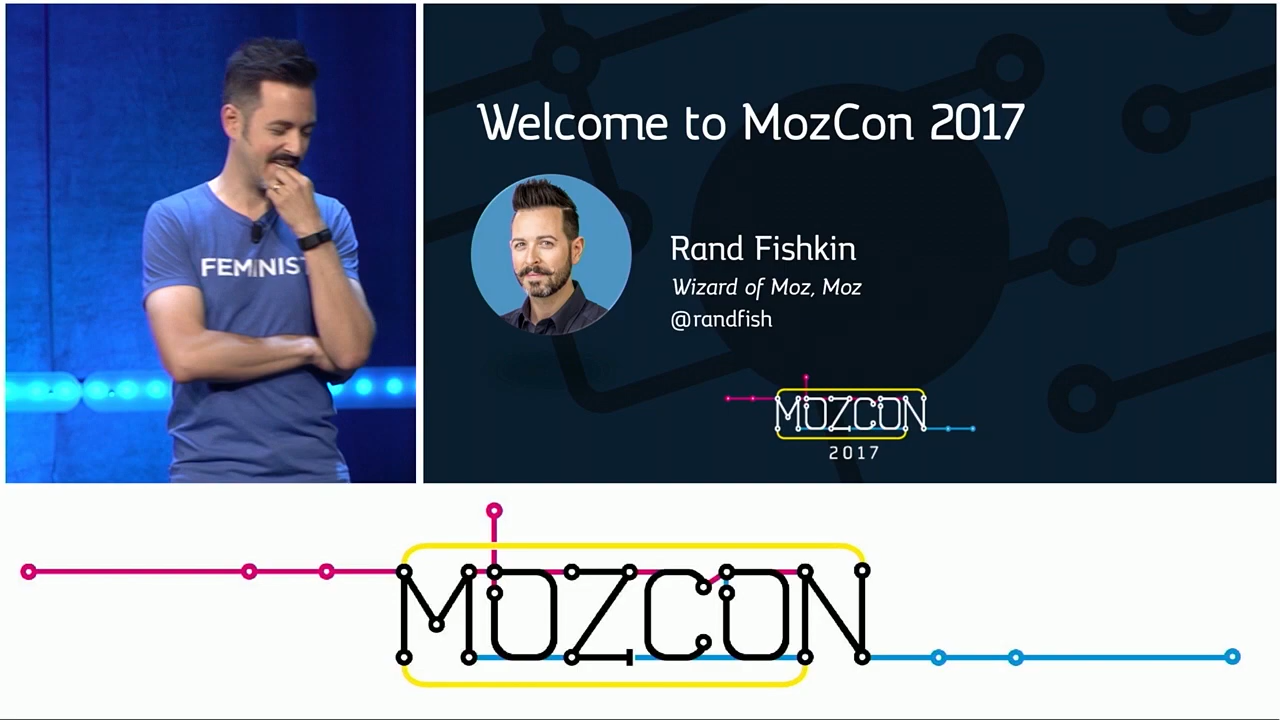 FEMINIST
Welcome to MozCon 2017
Rand Fishkin
Wizard of Moz, Moz
@randfish
MOZCON
2017
MOZCON